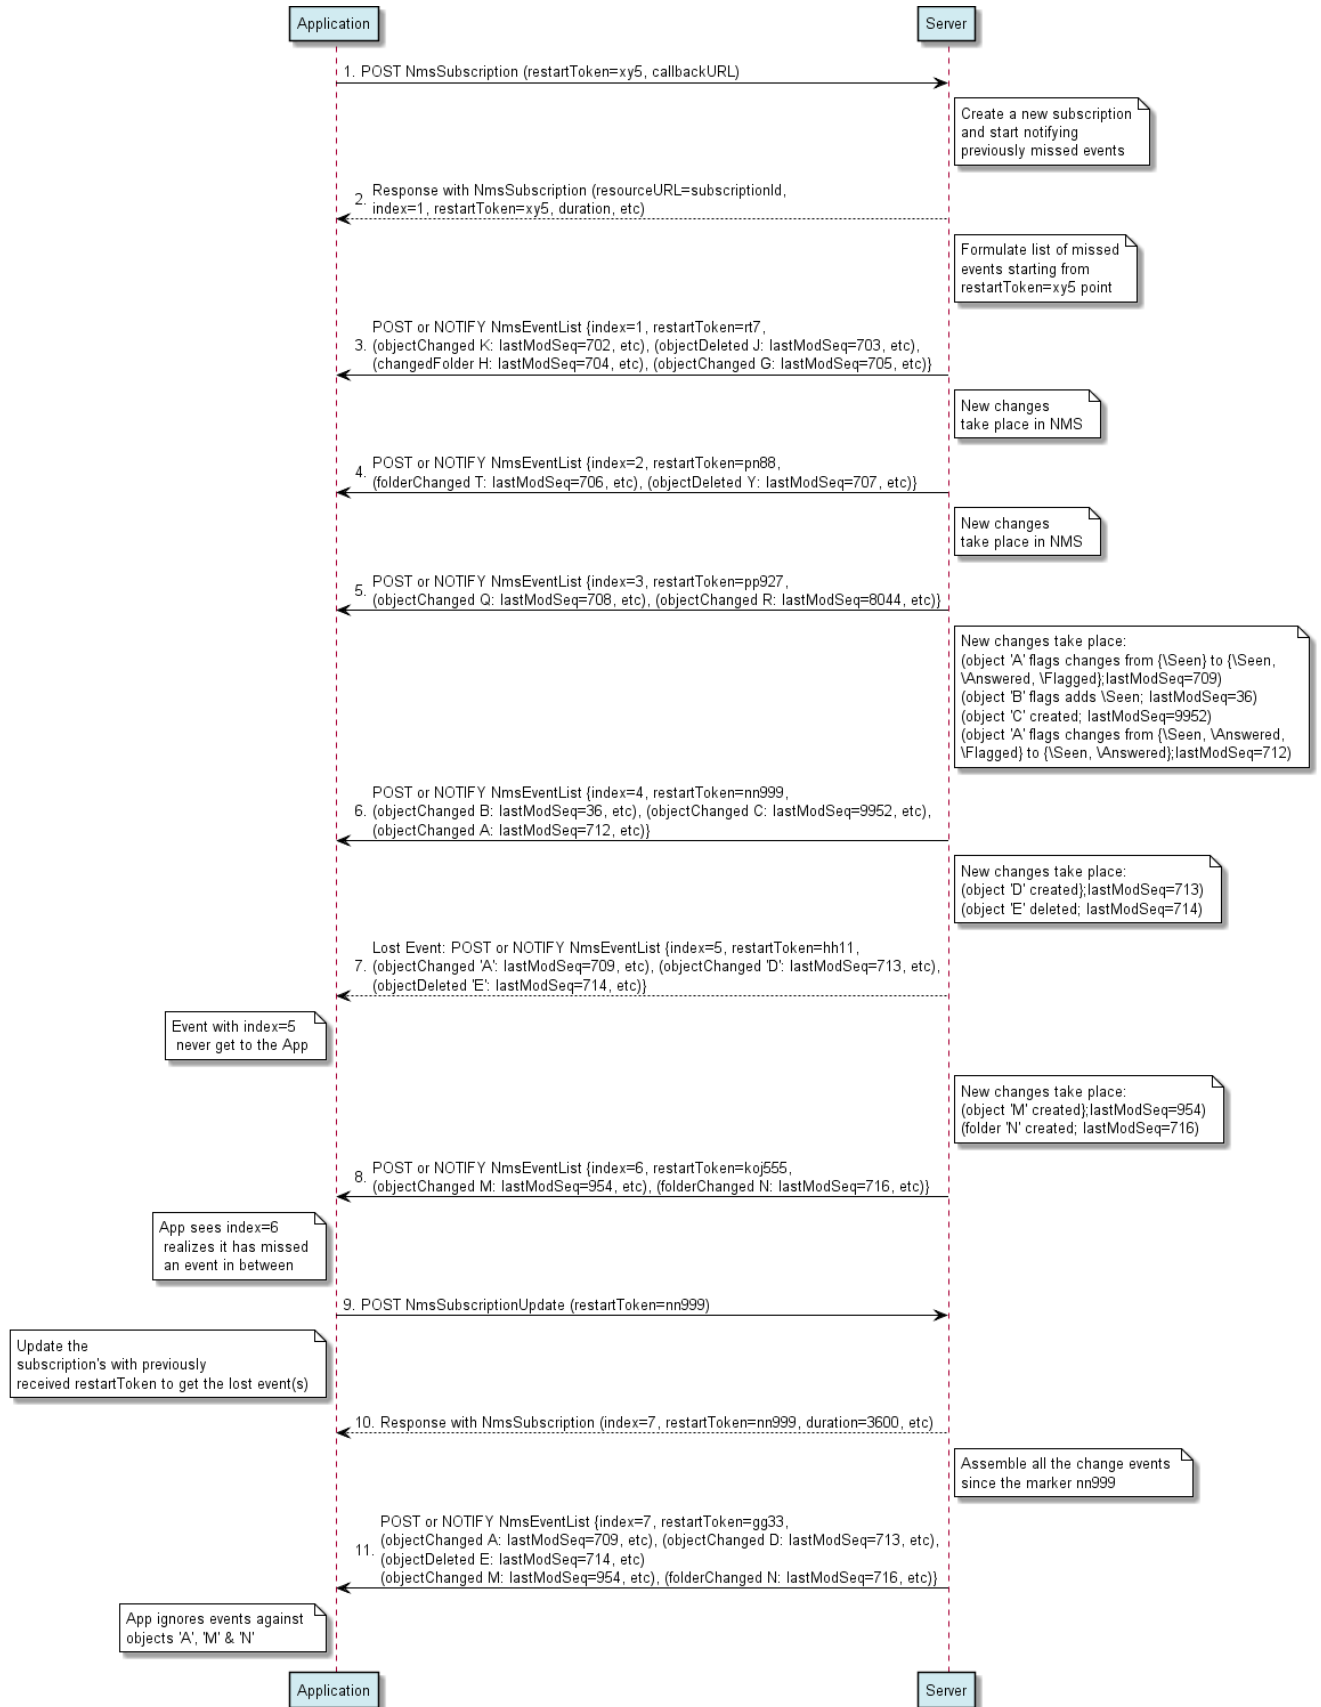 Application
Server
1. POST NmsSubscription (restartToken=xy5, callbackURL)
Create a new subscription
and start notifying
previously missed events
2. Response with NmsSubscription (resourceURL=subscriptionId,
index=1, restartToken=xy5, duration, etc)
Formulate list of missed
events starting from
restartToken=xy5 point
3. POST or NOTIFY NmsEventList {index=1, restartToken=rt7,
(objectChanged K: lastModSeq=702, etc), (objectDeleted J: lastModSeq=703, etc),
(changedFolder H: lastModSeq=704, etc), (objectChanged G: lastModSeq=705, etc)}
New changes
take place in NMS
4. POST or NOTIFY NmsEventList {index=2, restartToken=pn88,
(folderChanged T: lastModSeq=706, etc), (objectDeleted Y: lastModSeq=707, etc)}
New changes
take place in NMS
5. POST or NOTIFY NmsEventList {index=3, restartToken=pp927,
(objectChanged Q: lastModSeq=708, etc), (objectChanged R: lastModSeq=8044, etc)}
New changes take place:
(object 'A' flags changes from {\Seen} to {\Seen,
\Answered, \Flagged};lastModSeq=709)
(object 'B' flags adds \Seen; lastModSeq=36)
(object 'C' created; lastModSeq=9952)
(object 'A' flags changes from {\Seen, \Answered,
\Flagged} to {\Seen, \Answered};lastModSeq=712)
6. POST or NOTIFY NmsEventList {index=4, restartToken=nn999,
(objectChanged B: lastModSeq=36, etc), (objectChanged C: lastModSeq=9952, etc),
(objectChanged A: lastModSeq=712, etc)}
New changes take place:
(object 'D' created};lastModSeq=713)
(object 'E' deleted; lastModSeq=714)
7. Lost Event: POST or NOTIFY NmsEventList {index=5, restartToken=hh11,
(objectChanged 'A': lastModSeq=709, etc), (objectChanged 'D': lastModSeq=713, etc),
(objectDeleted 'E': lastModSeq=714, etc)}
Event with index=5
never get to the App
New changes take place:
(object 'M' created};lastModSeq=954)
(folder 'N' created; lastModSeq=716)
8. POST or NOTIFY NmsEventList {index=6, restartToken=koj555,
(objectChanged M: lastModSeq=954, etc), (folderChanged N: lastModSeq=716, etc)}
App sees index=6
realizes it has missed
an event in between
9. POST NmsSubscriptionUpdate (restartToken=nn999)
Update the
subscription's with previously
received restartToken to get the lost event(s)
10. Response with NmsSubscription (index=7, restartToken=nn999, duration=3600, etc)
Assemble all the change events
since the marker nn999
11. POST or NOTIFY NmsEventList {index=7, restartToken=gg33,
(objectChanged A: lastModSeq=709, etc), (objectChanged D: lastModSeq=713, etc),
(objectDeleted E: lastModSeq=714, etc)
(objectChanged M: lastModSeq=954, etc), (folderChanged N: lastModSeq=716, etc)}
App ignores events against
objects 'A', 'M' & 'N'
Application
Server